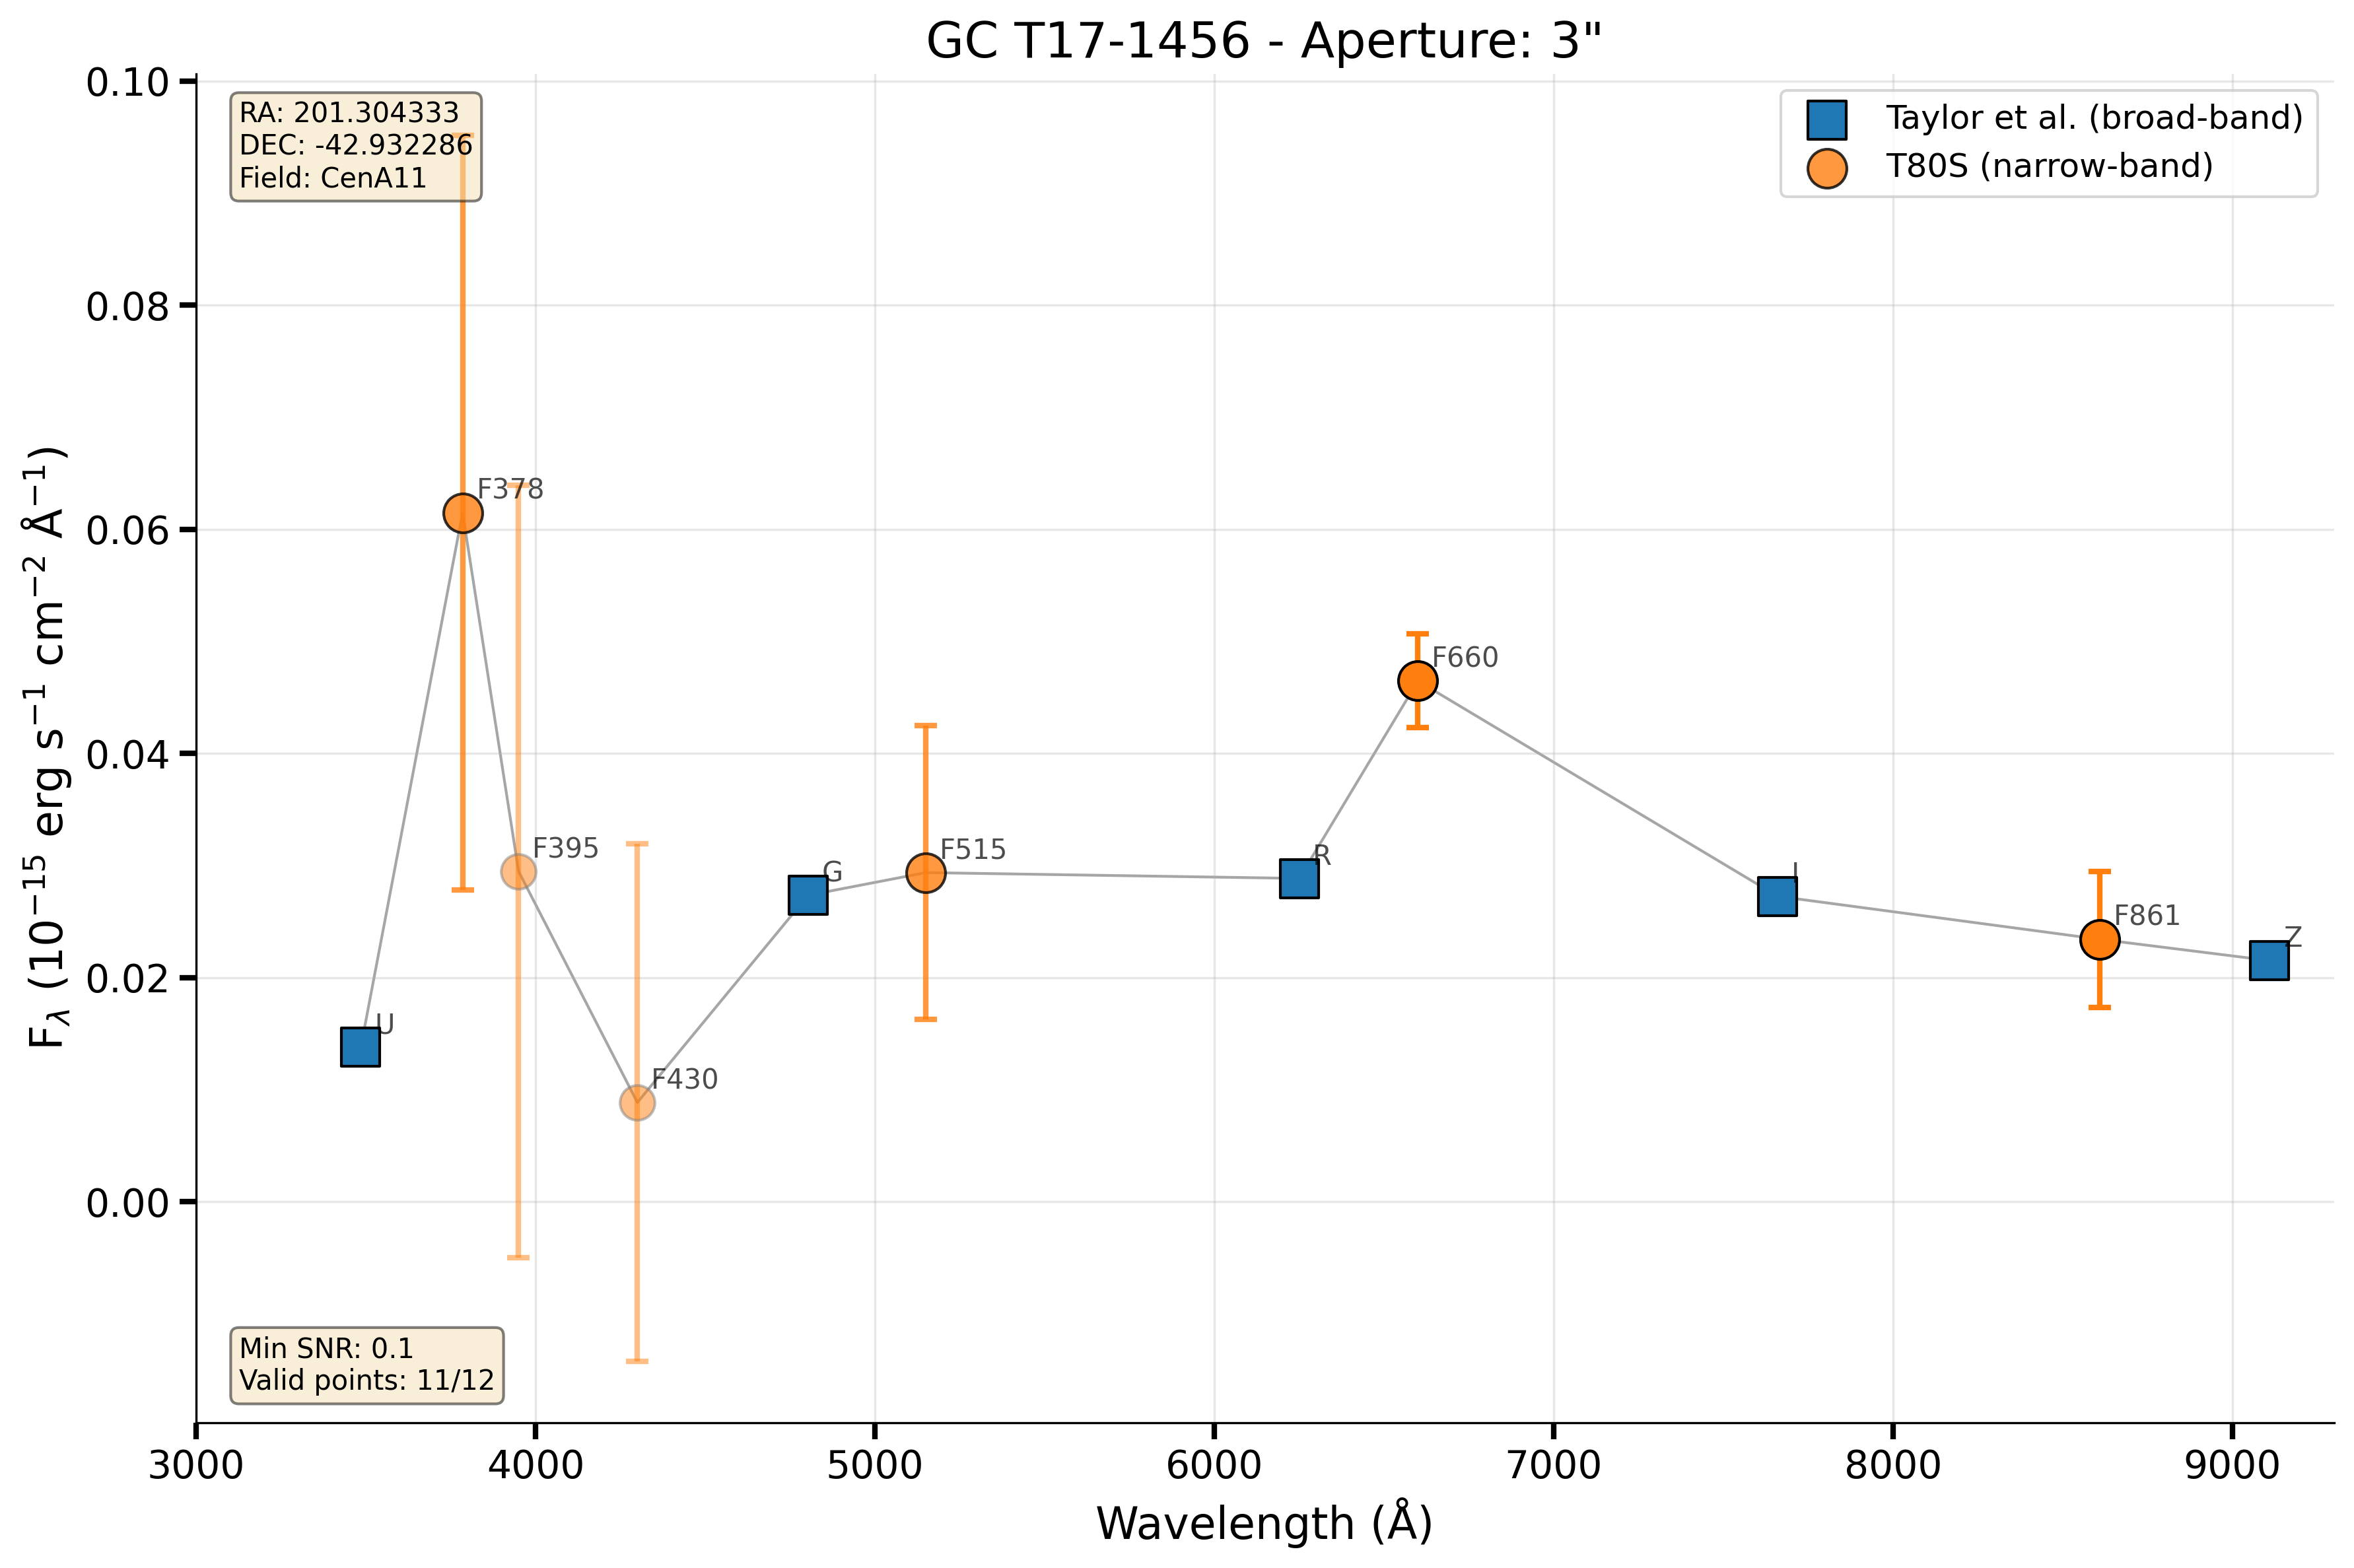 GC T17-1456 - Aperture: 3"
RA: 201.304333
DEC: -42.932286
Field: CenA11
Taylor et al. (broad-band)
T80S (narrow-band)
0.10
0.08
0.06
0.04
0.02
0.00
F$_{λ}$ (10$^{−15}$ erg s$^{−1}$ cm$^{−2}$ Å$^{−1}$)
U
F378
F395
F430
G
F515
R
F660
I
F861
Z
Min SNR: 0.1
Valid points: 11/12
3000 4000 5000 6000 7000 8000 9000
Wavelength (Å)